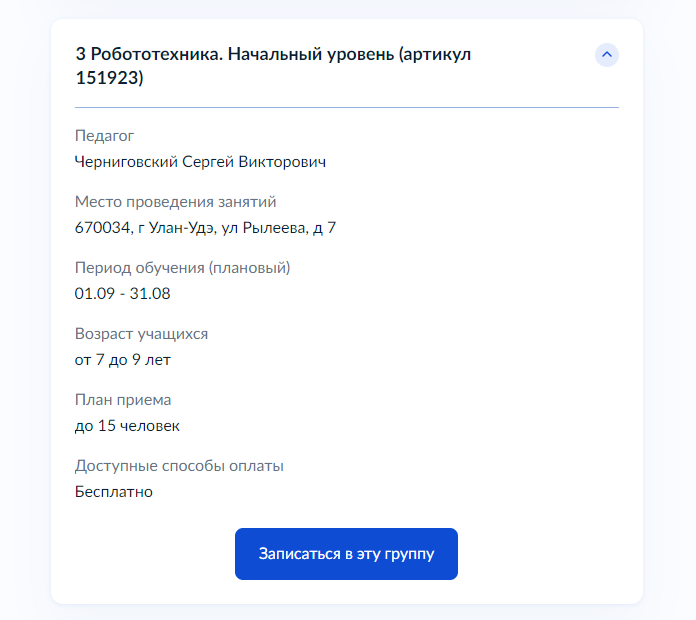 3 Робототехника. Начальный уровень (артикул
151923)
Педагог
Черниговский Сергей Викторович
Место проведения занятий
670034, г Улан-Удэ, ул Рылеева, д 7
Период обучения (плановый)
01.09 - 31.08
Возраст учащихся
от 7 до 9 лет
План приема
до 15 человек
Доступные способы оплаты
Бесплатно
Записаться в эту группу